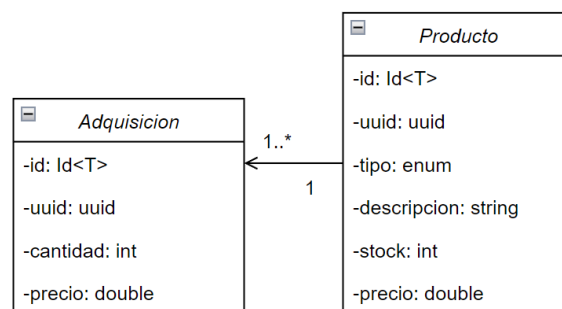 Adquisicion
-id: Id<T>
-uuid: uuid
-cantidad: int
-precio: double
1..*
1
Producto
-id: Id<T>
-uuid: uuid
-tipo: enum
-descripcion: string
-stock: int
-precio: double